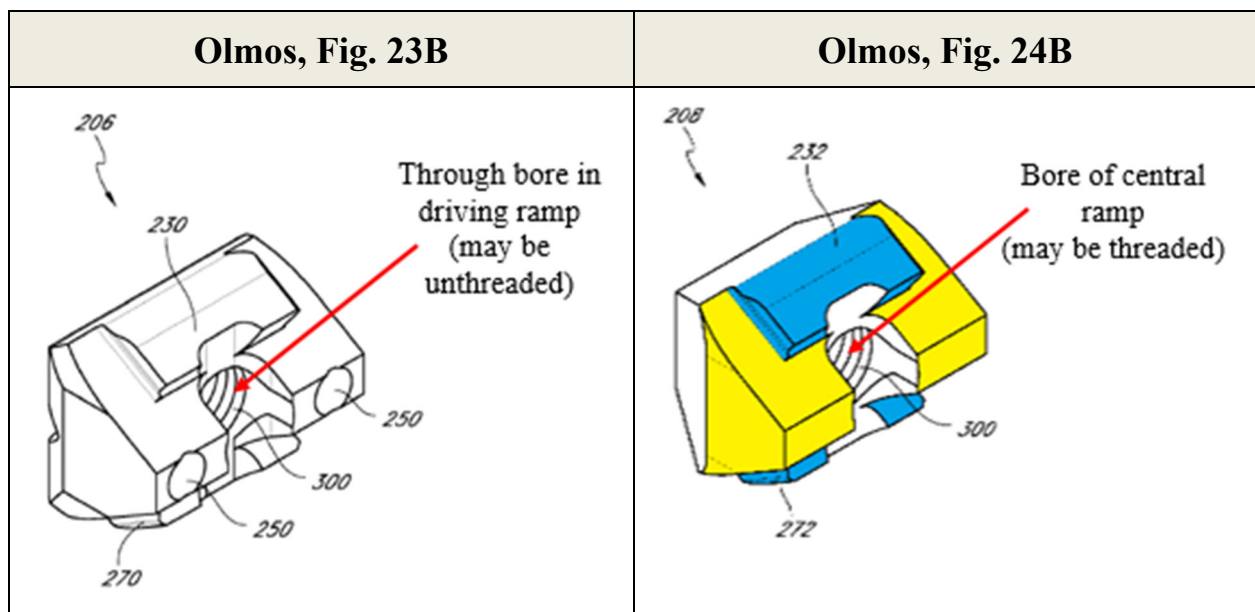 Olmos, Fig. 23B
Olmos, Fig. 24B
206
230
Through bore in
driving ramp
(may be
unthreaded)
250
300
250
270
208
232
Bore of central
ramp
(may be threaded)
300
272